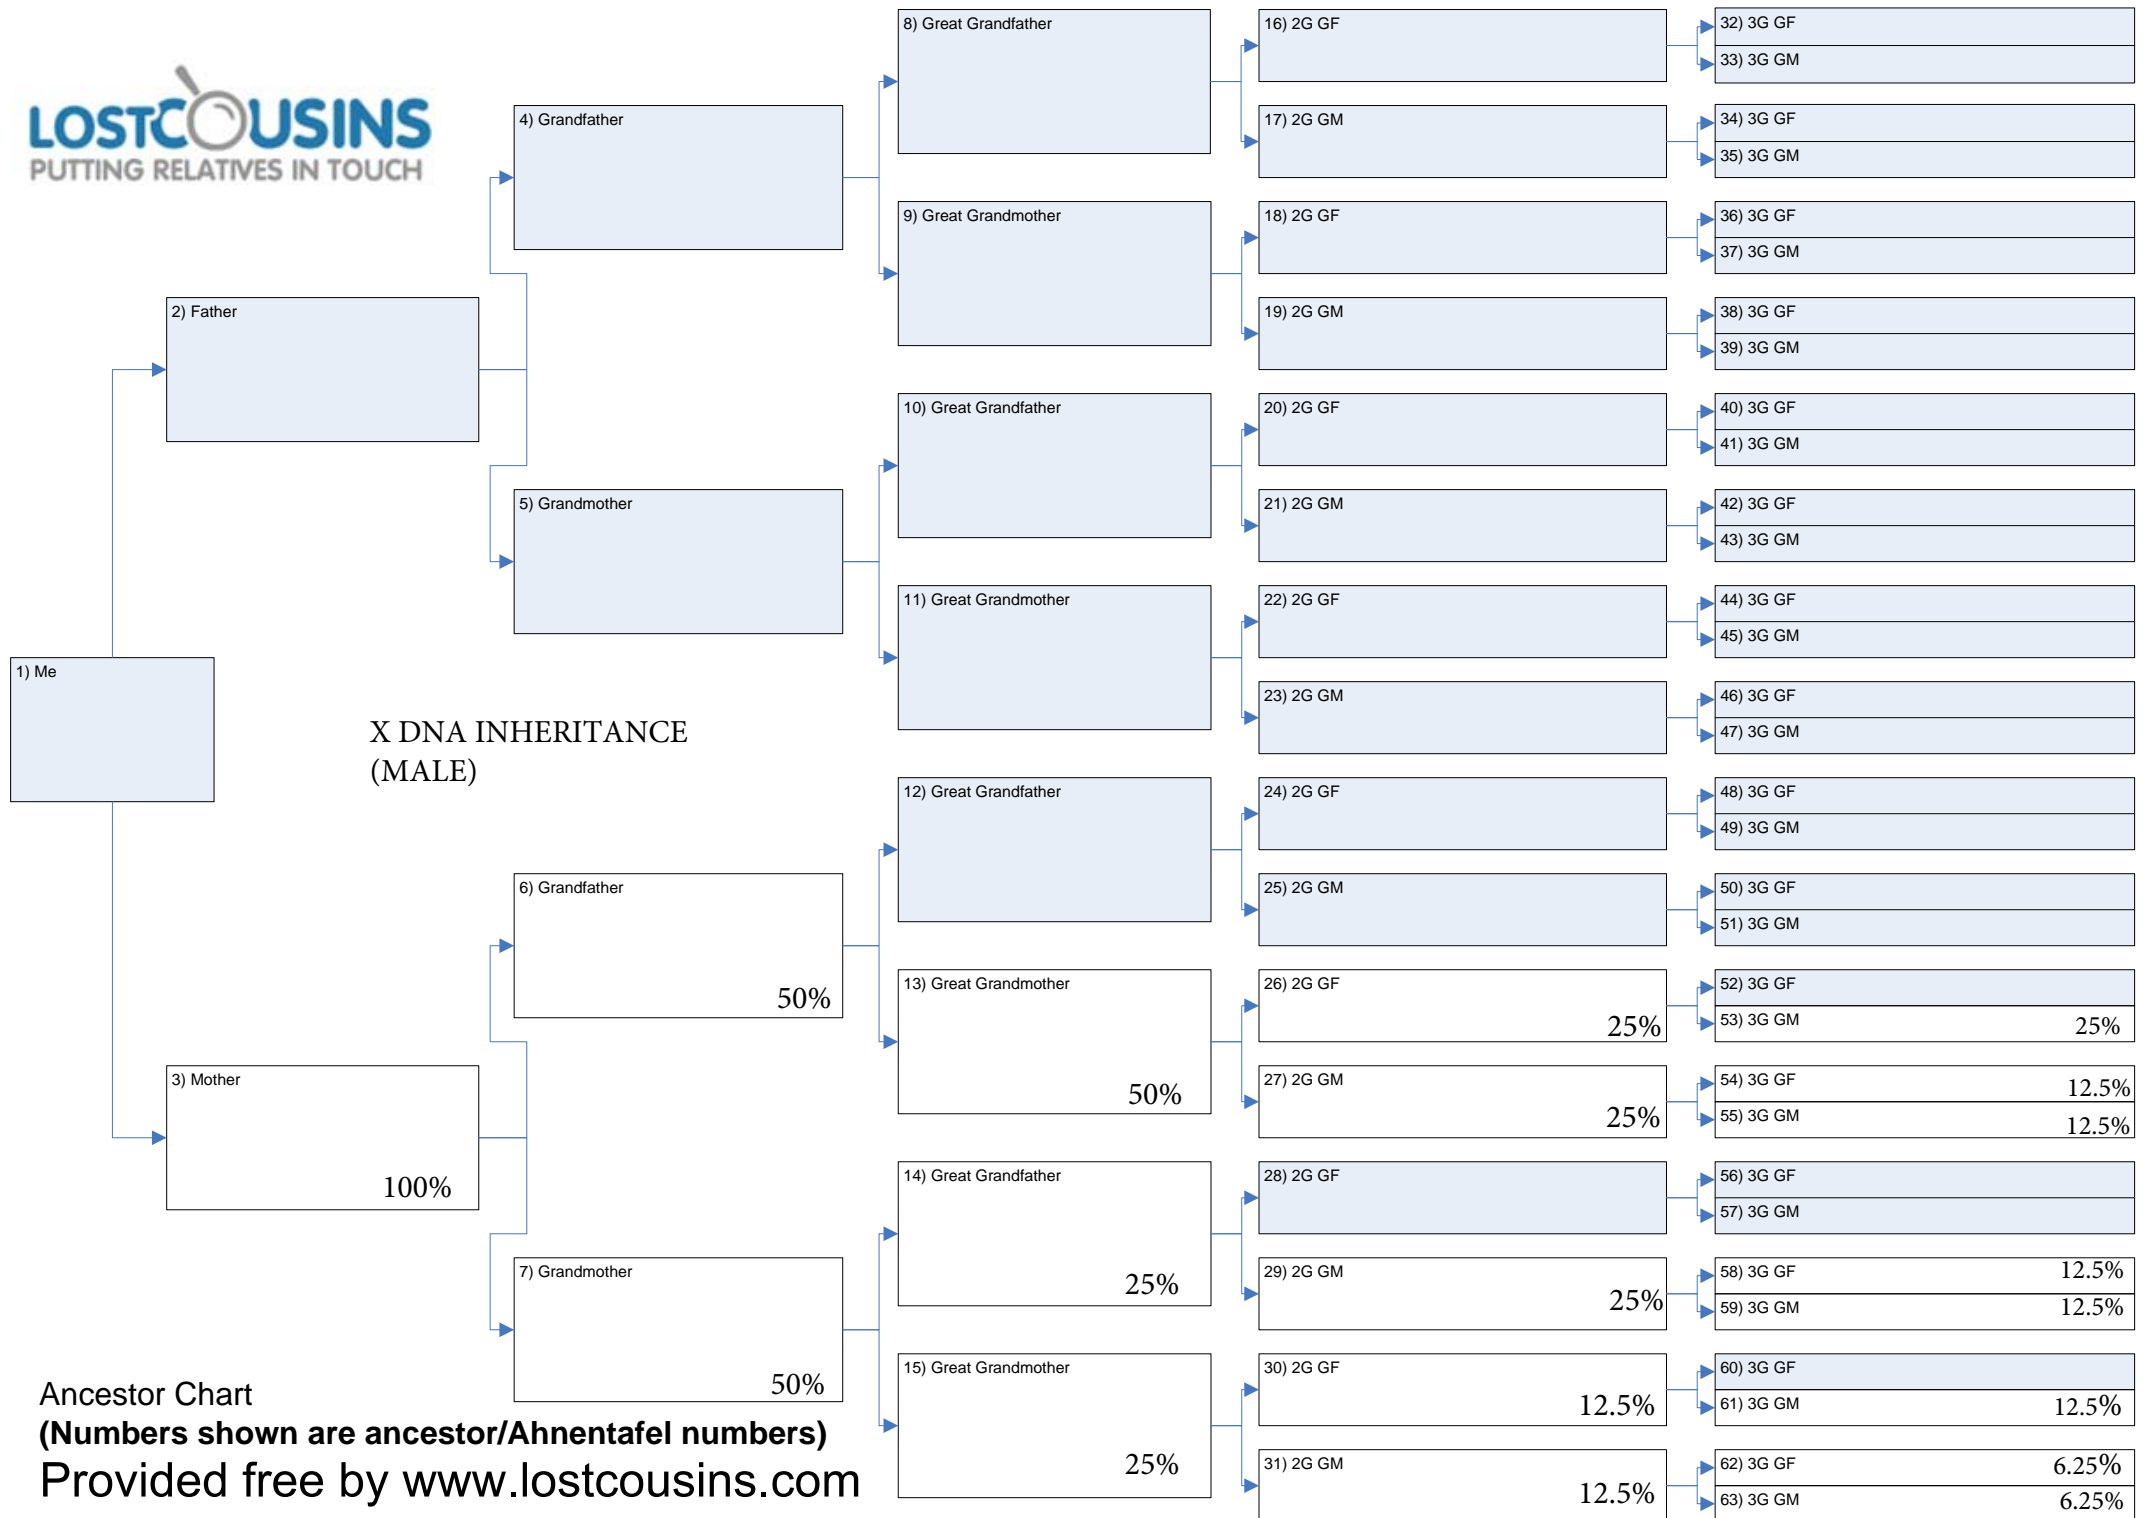 LOSTCOUSINS
PUTTING RELATIVES IN TOUCH
1) Me
2) Father
3) Mother
100%
X DNA INHERITANCE
(MALE)
4) Grandfather
5) Grandmother
6) Grandfather
50%
7) Grandmother
50%
8) Great Grandfather
9) Great Grandmother
10) Great Grandfather
11) Great Grandmother
12) Great Grandfather
13) Great Grandmother
50%
14) Great Grandfather
25%
15) Great Grandmother
25%
16) 2G GF
17) 2G GM
18) 2G GF
19) 2G GM
20) 2G GF
21) 2G GM
22) 2G GF
23) 2G GM
24) 2G GF
25) 2G GM
26) 2G GF
25%
27) 2G GM
25%
28) 2G GF
29) 2G GM
25%
30) 2G GF
12.5%
31) 2G GM
12.5%
32) 3G GF
33) 3G GM
34) 3G GF
35) 3G GM
36) 3G GF
37) 3G GM
38) 3G GF
39) 3G GM
40) 3G GF
41) 3G GM
42) 3G GF
43) 3G GM
44) 3G GF
45) 3G GM
46) 3G GF
47) 3G GM
48) 3G GF
49) 3G GM
50) 3G GF
51) 3G GM
52) 3G GF
53) 3G GM 25%
54) 3G GF 12.5%
55) 3G GM 12.5%
56) 3G GF
57) 3G GM
58) 3G GF 12.5%
59) 3G GM 12.5%
60) 3G GF
61) 3G GM 12.5%
62) 3G GF 6.25%
63) 3G GM 6.25%
Ancestor Chart
(Numbers shown are ancestor/Ahnentafel numbers)
Provided free by www.lostcousins.com